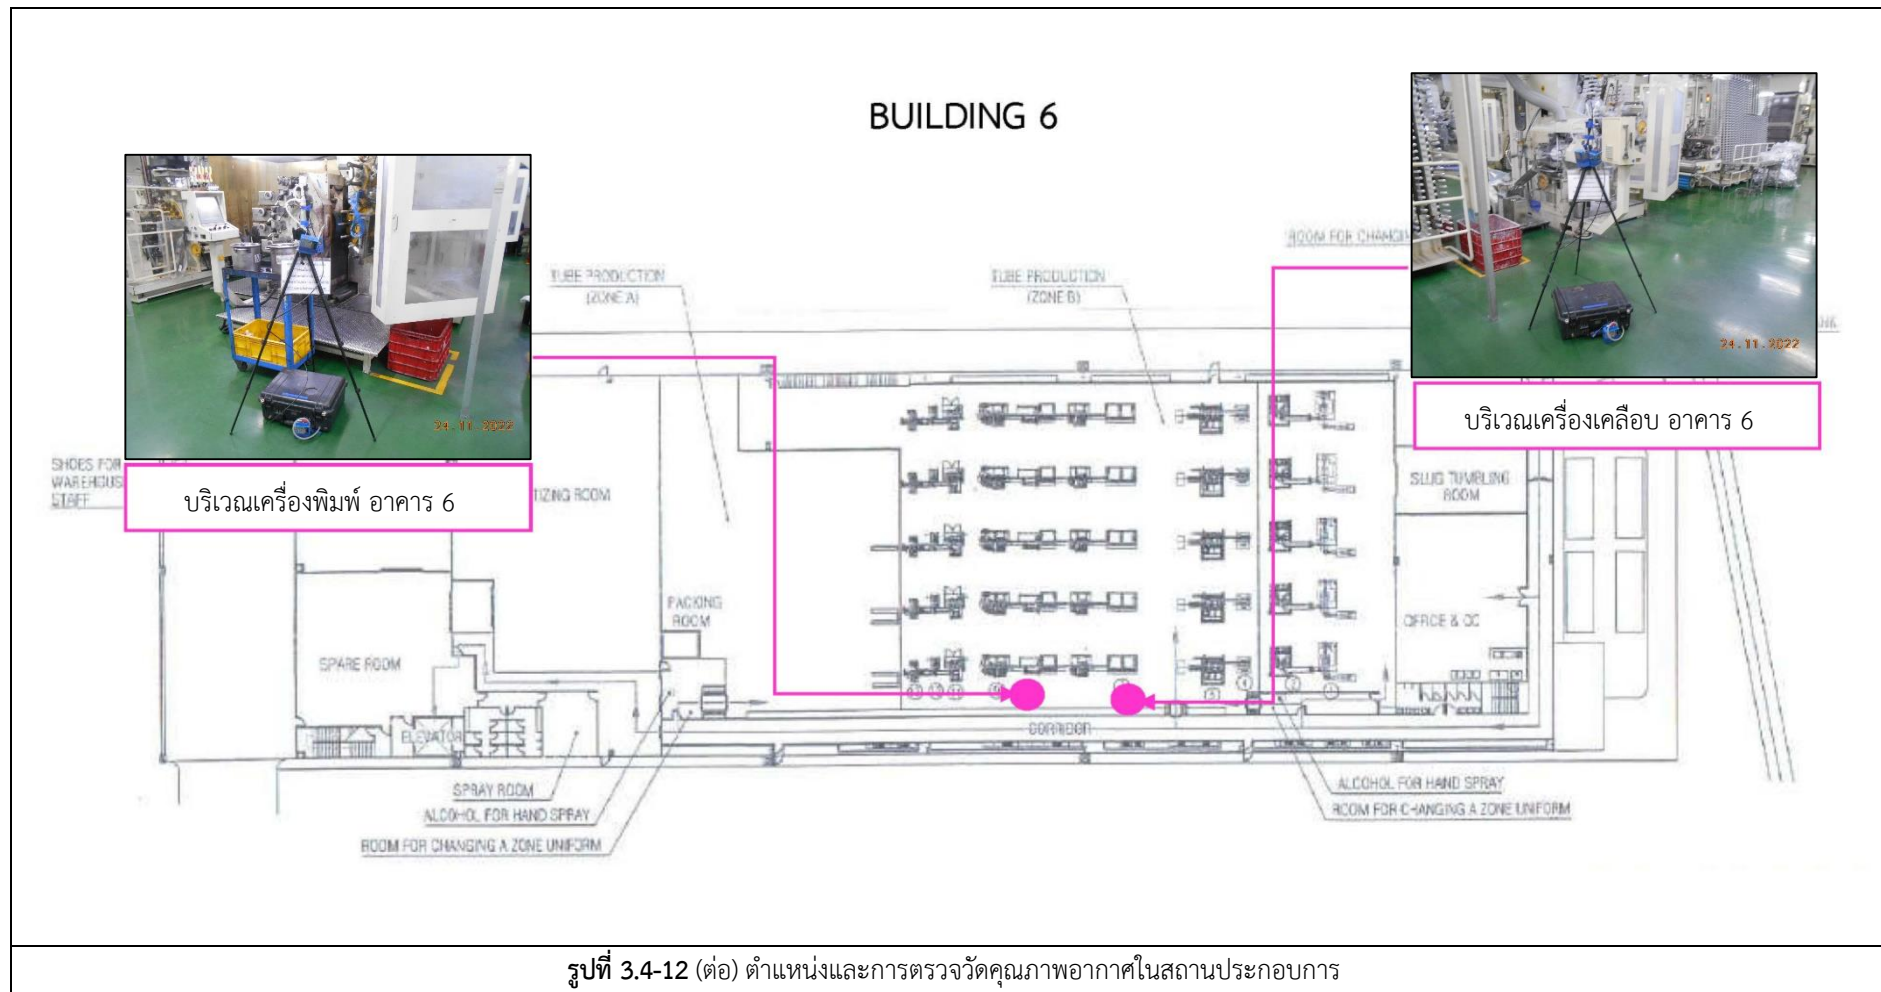 BUILDING 6
ROOM FOR CHANGI
TUBE PRODUCTION
(ZONE A)
TUBE PRODUCTION
(ZONE B)
24.11.2022
24.11.2022
บริเวณเครื่องเคลือบ อาคาร 6
SHOES FOR
WAREHOUS
STAFF
บริเวณเครื่องพิมพ์ อาคาร 6
TIZING ROOM
SLUG TUMBLING
ROOM
PACKING
ROOM
OFFICE & QC
SPARE ROOM
ELEVATOR
CORRIDOR
SPRAY ROOM
ALCOHOL FOR HAND SPRAY
ROOM FOR CHANGING A ZONE UNIFORM
ALCOHOL FOR HAND SPRAY
ROOM FOR CHANGING A ZONE UNIFORM
รูปที่ 3.4-12 (ต่อ) ตำแหน่งและการตรวจวัดคุณภาพอากาศในสถานประกอบการ